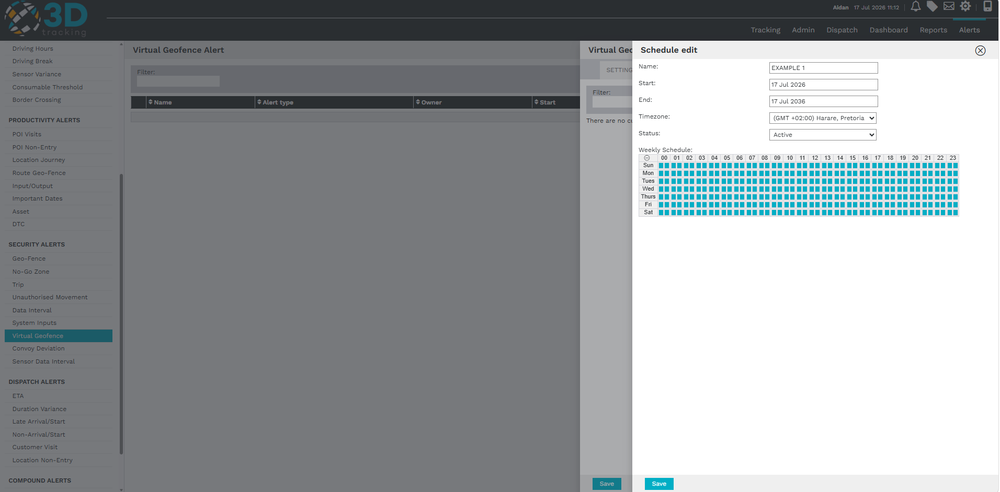 3D
tracking
Aidan 17 Jul 2026 11:12
Tracking Admin Dispatch Dashboard Reports Alerts
Driving Hours
Driving Break
Sensor Variance
Consumable Threshold
Border Crossing
PRODUCTIVITY ALERTS
POI Visits
POI Non-Entry
Location Journey
Route Geo-Fence
Input/Output
Important Dates
Asset
DTC
SECURITY ALERTS
Geo-Fence
No-Go Zone
Trip
Unauthorised Movement
Data Interval
System Inputs
Virtual Geofence
Convoy Deviation
Sensor Data Interval
DISPATCH ALERTS
ETA
Duration Variance
Late Arrival/Start
Non-Arrival/Start
Customer Visit
Location Non-Entry
COMPOUND ALERTS
Virtual Geofence Alert
Filter:
Name Alert type Owner Start
Virtual Geo
SETTING
Filter:
There are no cu
Save
Schedule edit
Name: EXAMPLE 1
Start: 17 Jul 2026
End: 17 Jul 2036
Timezone: (GMT +02:00) Harare, Pretoria
Status: Active
Weekly Schedule:
00 01 02 03 04 05 06 07 08 09 10 11 12 13 14 15 16 17 18 19 20 21 22 23
Sun
Mon
Tues
Wed
Thurs
Fri
Sat
Save